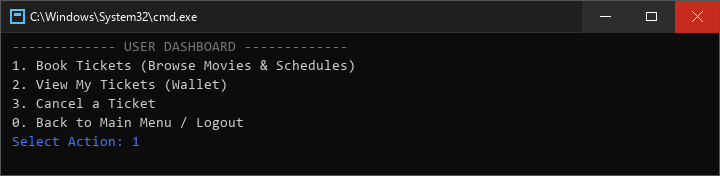 C:\Windows\System32\cmd.exe
------------- USER DASHBOARD -------------
1. Book Tickets (Browse Movies & Schedules)
2. View My Tickets (Wallet)
3. Cancel a Ticket
0. Back to Main Menu / Logout
Select Action: 1